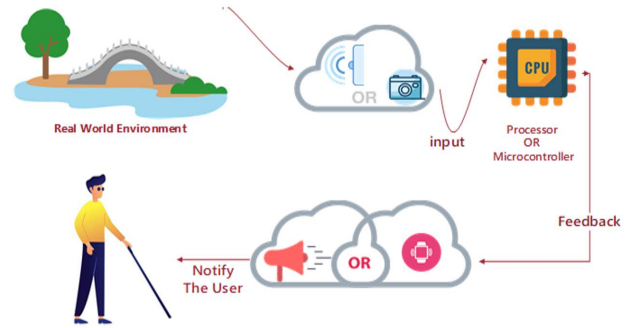 OR
CPU
Real World Environment
input
Processor
OR
Microcontroller
Feedback
OR
Notify
The User